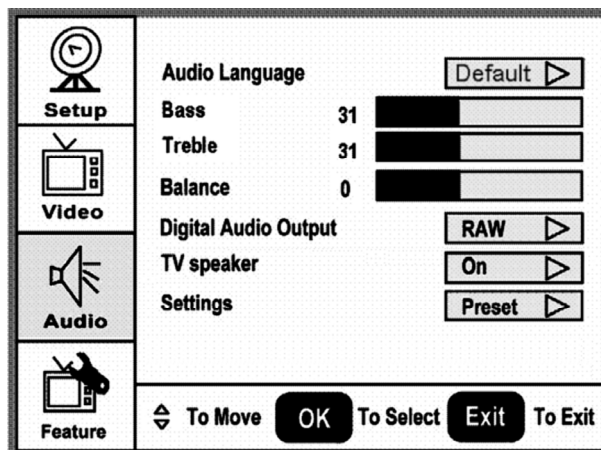 Setup
Video
Audio
Feature
Audio Language Default
Bass 31
Treble 31
Balance 0
Digital Audio Output RAW
TV speaker On
Settings Preset
To Move OK To Select Exit To Exit